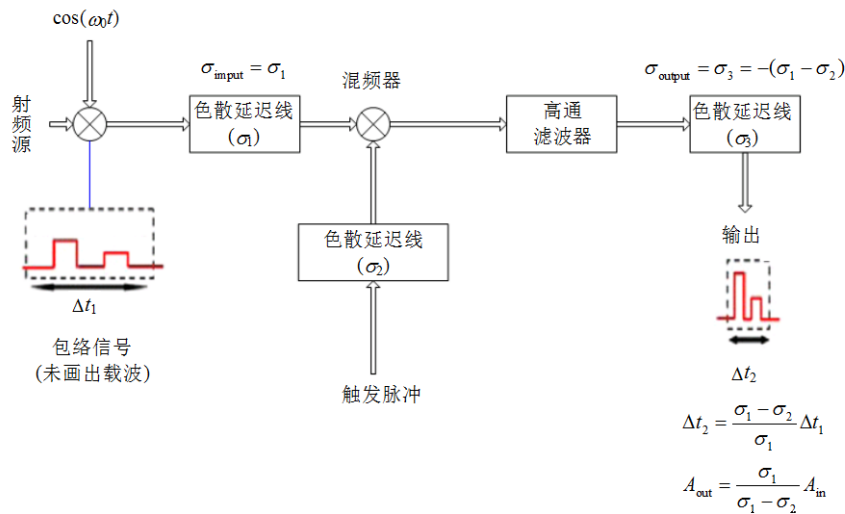 cos(ω₀t)
射
频
源
σimput = σ1
色散延迟线
(σ1)
混频器
高通
滤波器
σoutput = σ3 = −(σ1 − σ2)
色散延迟线
(σ3)
色散延迟线
(σ2)
触发脉冲
Δt1
包络信号
(未画出载波)
输出
Δt2
Δt2 = (σ1 − σ2)/σ1 Δt1
Aout = σ1/(σ1 − σ2) Ain